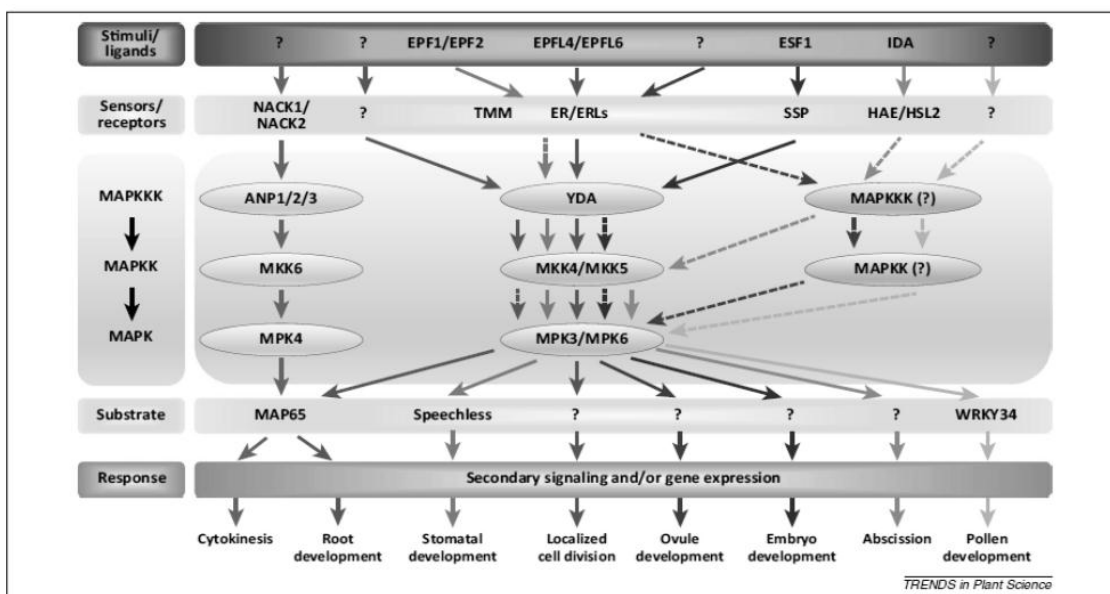 Stimuli/
ligands
? ? EPF1/EPF2 EPFL4/EPFL6 ? ESF1 IDA ?
Sensors/
receptors
NACK1/
NACK2
? TMM ER/ERLs SSP HAE/HSL2 ?
MAPKKK ANP1/2/3 YDA MAPKKK (?)
MAPKK MKK6 MKK4/MKK5 MAPKK (?)
MAPK MPK4 MPK3/MPK6
Substrate MAP65 Speechless ? ? ? ? WRKY34
Response Secondary signaling and/or gene expression
Cytokinesis
Root
development
Stomatal
development
Localized
cell division
Ovule
development
Embryo
development
Abscission
Pollen
development
TRENDS in Plant Science